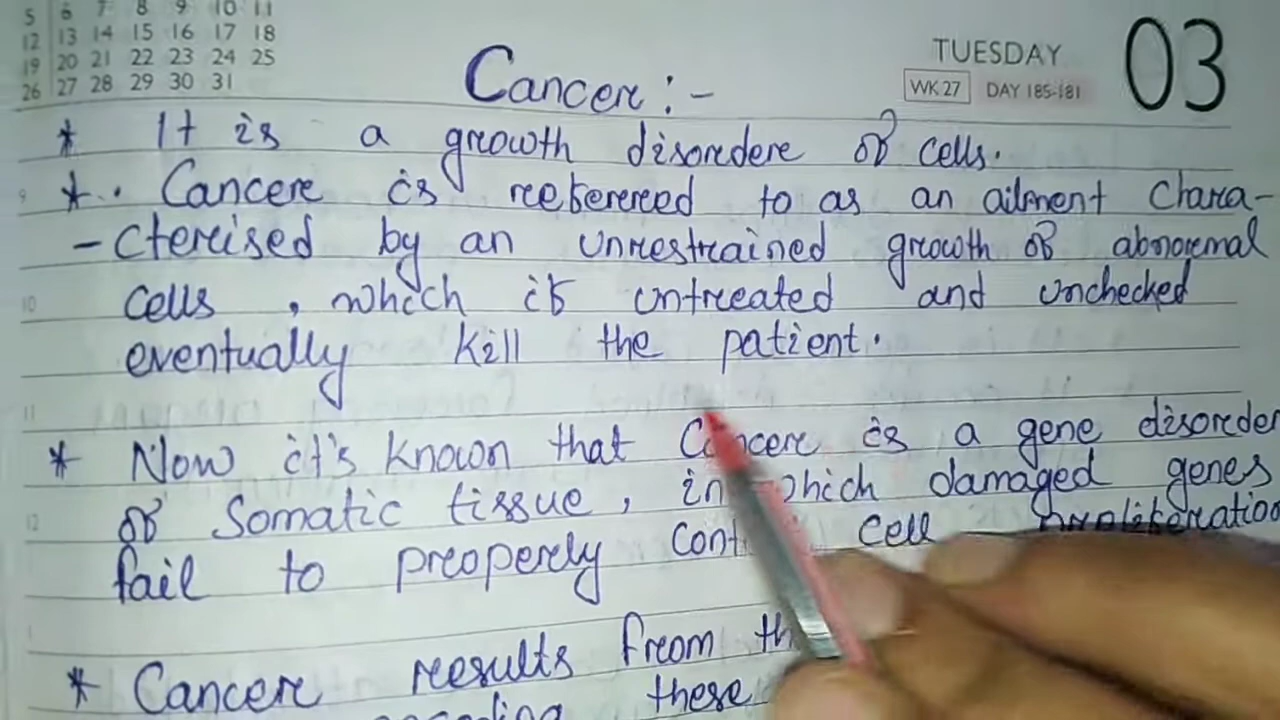 5 6 7 8 9 10 11
12 13 14 15 16 17 18
19 20 21 22 23 24 25
26 27 28 29 30 31
TUESDAY 03
WK 27 DAY 185-181
Cancer :-
* It is a growth disorder of cells.
* . Cancer is referred to as an ailment Chara-
-cterised by an unrestrained growth of abnormal
cells , which if untreated and unchecked
eventually kill the patient.
* Now it's known that Cancer is a gene disorder
of Somatic tissue , in which damaged genes
fail to properly cell proliferation
* Cancer results from
these